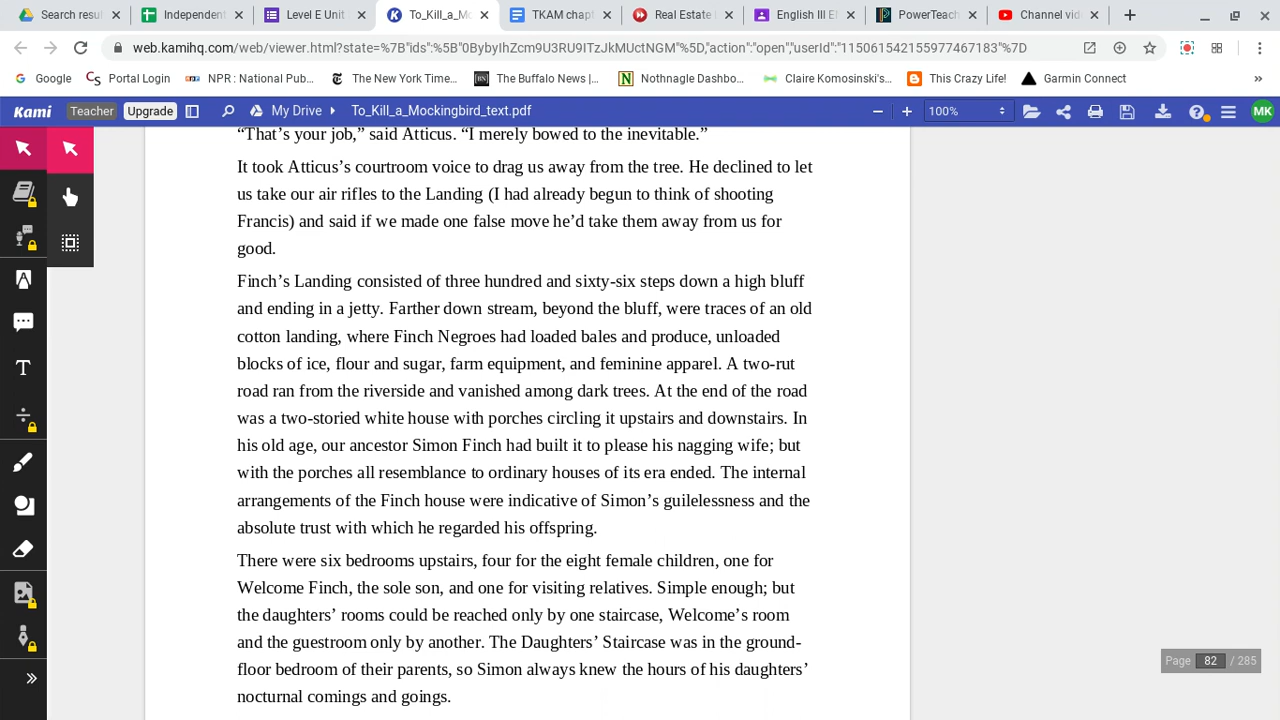 Search resul
Independent
Level E Unit
To_Kill_a_Mo
TKAM chapt
Real Estate I
English III El
PowerTeach
Channel vide
web.kamihq.com/web/viewer.html?state=%7B"ids":%5B"0BybyIhZcm9U3RU9ITzJkMUctNGM"%5D,"action":"open","userId":"115061542155977467183"%7D
Google
Portal Login
NPR : National Pub...
The New York Time...
The Buffalo News |...
Nothnagle Dashbo...
Claire Komosinski's...
This Crazy Life!
Garmin Connect
»
Kami Teacher Upgrade My Drive To_Kill_a_Mockingbird_text.pdf 100% MK
“That’s your job,” said Atticus. “I merely bowed to the inevitable.”
It took Atticus’s courtroom voice to drag us away from the tree. He declined to let
us take our air rifles to the Landing (I had already begun to think of shooting
Francis) and said if we made one false move he’d take them away from us for
good.
Finch’s Landing consisted of three hundred and sixty-six steps down a high bluff
and ending in a jetty. Farther down stream, beyond the bluff, were traces of an old
cotton landing, where Finch Negroes had loaded bales and produce, unloaded
blocks of ice, flour and sugar, farm equipment, and feminine apparel. A two-rut
road ran from the riverside and vanished among dark trees. At the end of the road
was a two-storied white house with porches circling it upstairs and downstairs. In
his old age, our ancestor Simon Finch had built it to please his nagging wife; but
with the porches all resemblance to ordinary houses of its era ended. The internal
arrangements of the Finch house were indicative of Simon’s guilelessness and the
absolute trust with which he regarded his offspring.
There were six bedrooms upstairs, four for the eight female children, one for
Welcome Finch, the sole son, and one for visiting relatives. Simple enough; but
the daughters’ rooms could be reached only by one staircase, Welcome’s room
and the guestroom only by another. The Daughters’ Staircase was in the ground-
floor bedroom of their parents, so Simon always knew the hours of his daughters’
nocturnal comings and goings.
Page 82 / 285